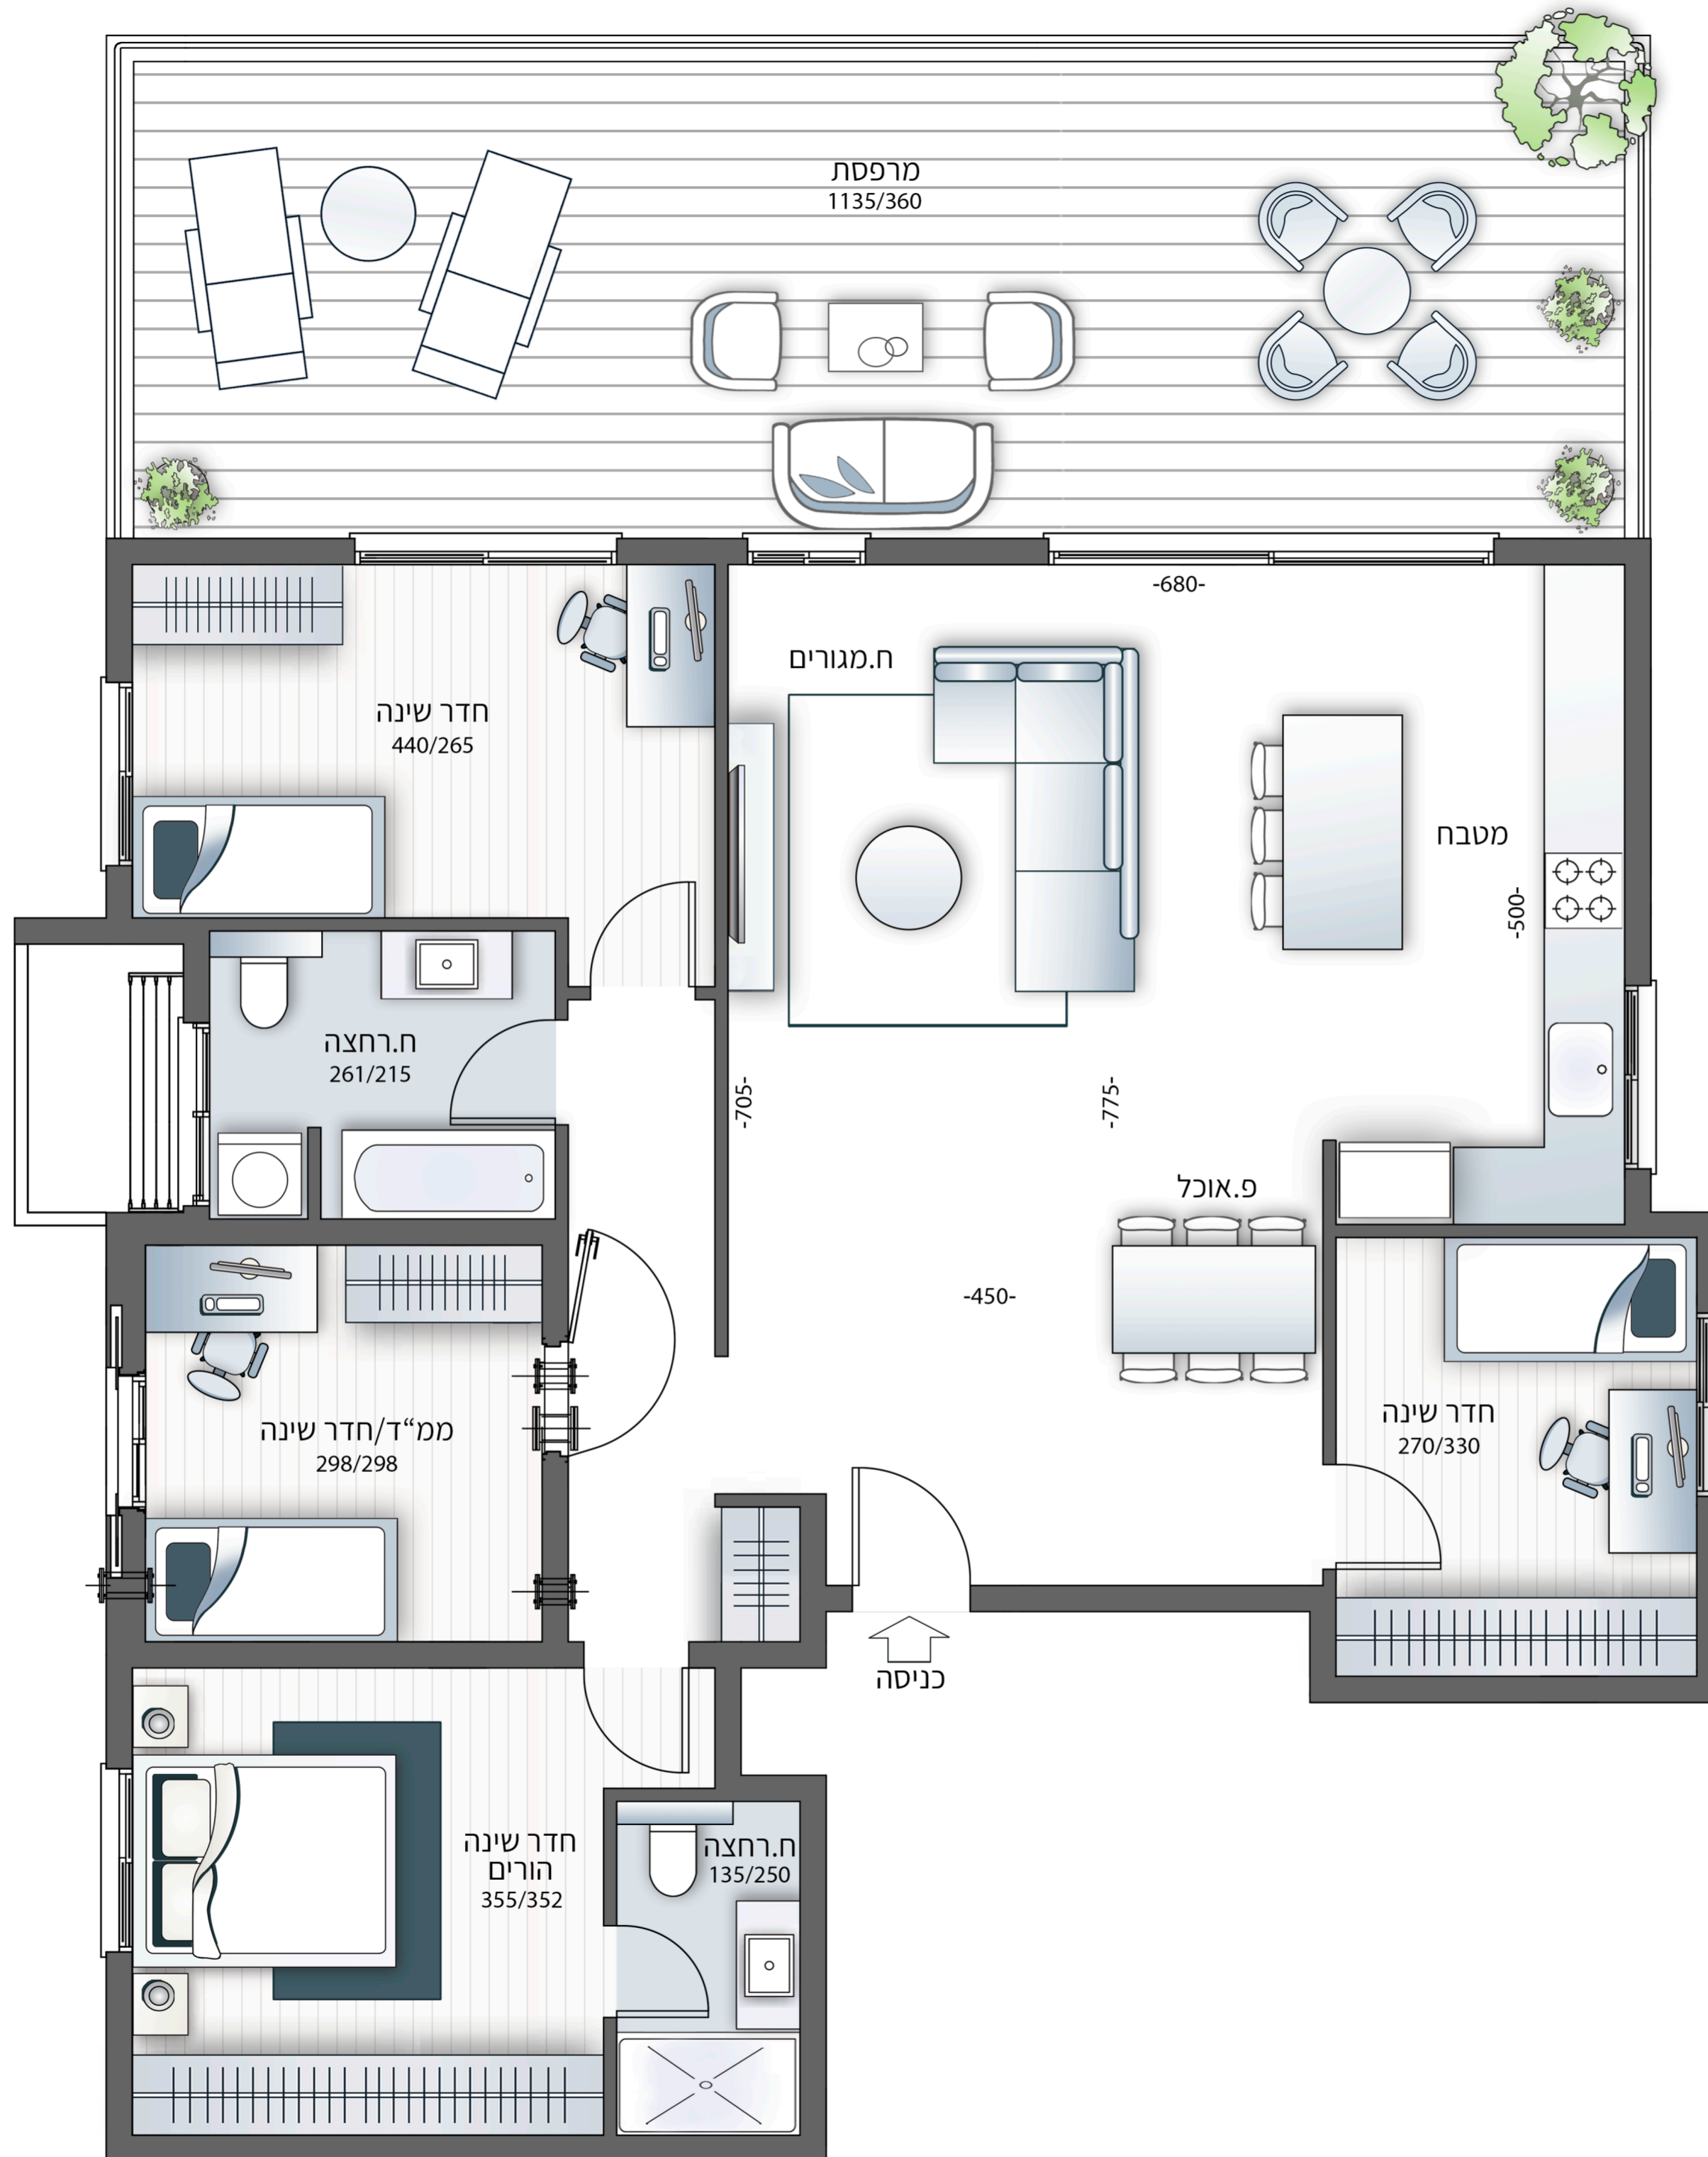 מרפסת
1135/360
-680-
ח.מגורים
חדר שינה
440/265
מטבח
-500-
ח.רחצה
261/215
-705-
-775-
פ.אוכל
-450-
חדר שינה
270/330
ממ“ד/חדר שינה
298/298
כניסה
חדר שינה
הורים
355/352
ח.רחצה
135/250